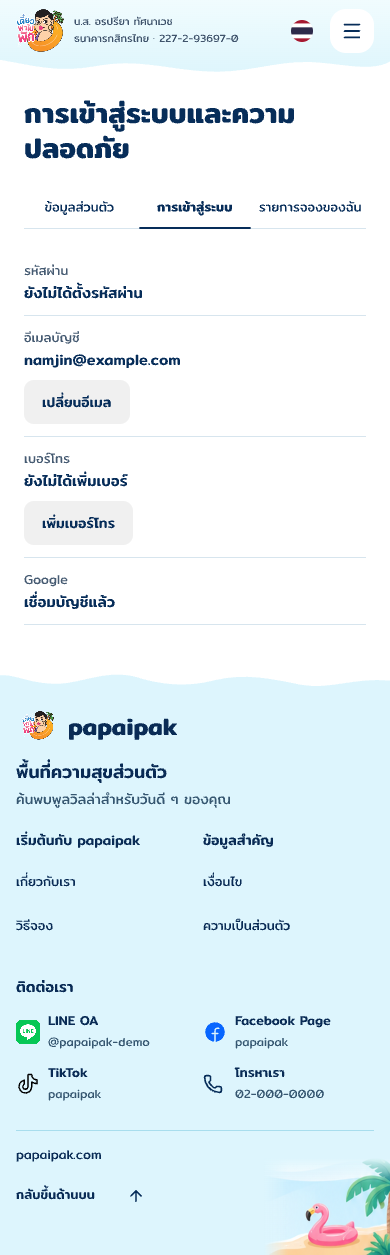 น.ส. อรปรียา ทัศนาเวช
ธนาคารกสิกรไทย · 227-2-93697-0
การเข้าสู่ระบบและความ
ปลอดภัย
ข้อมูลส่วนตัว
การเข้าสู่ระบบ
รายการจองของฉัน
รหัสผ่าน
ยังไม่ได้ตั้งรหัสผ่าน
อีเมลบัญชี
namjin@example.com
เปลี่ยนอีเมล
เบอร์โทร
ยังไม่ได้เพิ่มเบอร์
เพิ่มเบอร์โทร
Google
เชื่อมบัญชีแล้ว
papaipak
พื้นที่ความสุขส่วนตัว
ค้นพบพูลวิลล่าสำหรับวันดี ๆ ของคุณ
เริ่มต้นกับ papaipak
ข้อมูลสำคัญ
เกี่ยวกับเรา
เงื่อนไข
วิธีจอง
ความเป็นส่วนตัว
ติดต่อเรา
LINE OA
@papaipak-demo
Facebook Page
papaipak
TikTok
papaipak
โทรหาเรา
02-000-0000
papaipak.com
กลับขึ้นด้านบน